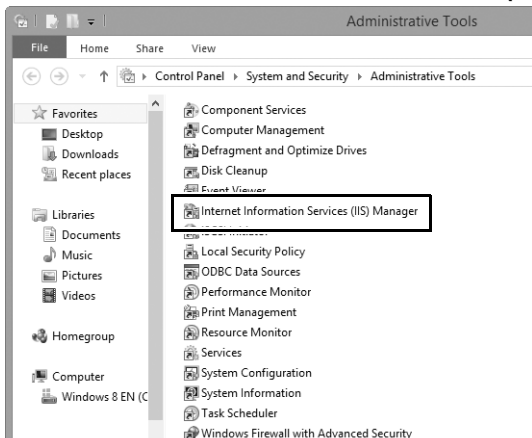 Administrative Tools
File Home Share View
Control Panel System and Security Administrative Tools
Favorites
Desktop
Downloads
Recent places
Libraries
Documents
Music
Pictures
Videos
Homegroup
Computer
Windows 8 EN (C
Component Services
Computer Management
Defragment and Optimize Drives
Disk Cleanup
Event Viewer
Internet Information Services (IIS) Manager
Local Security Policy
ODBC Data Sources
Performance Monitor
Print Management
Resource Monitor
Services
System Configuration
System Information
Task Scheduler
Windows Firewall with Advanced Security